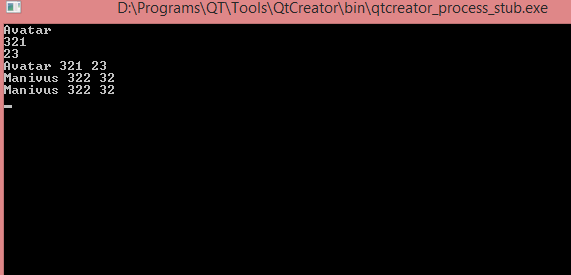 D:\Programs\QT\Tools\QtCreator\bin\qtcreator_process_stub.exe
Avatar
321
23
Avatar 321 23
Manivus 322 32
Manivus 322 32